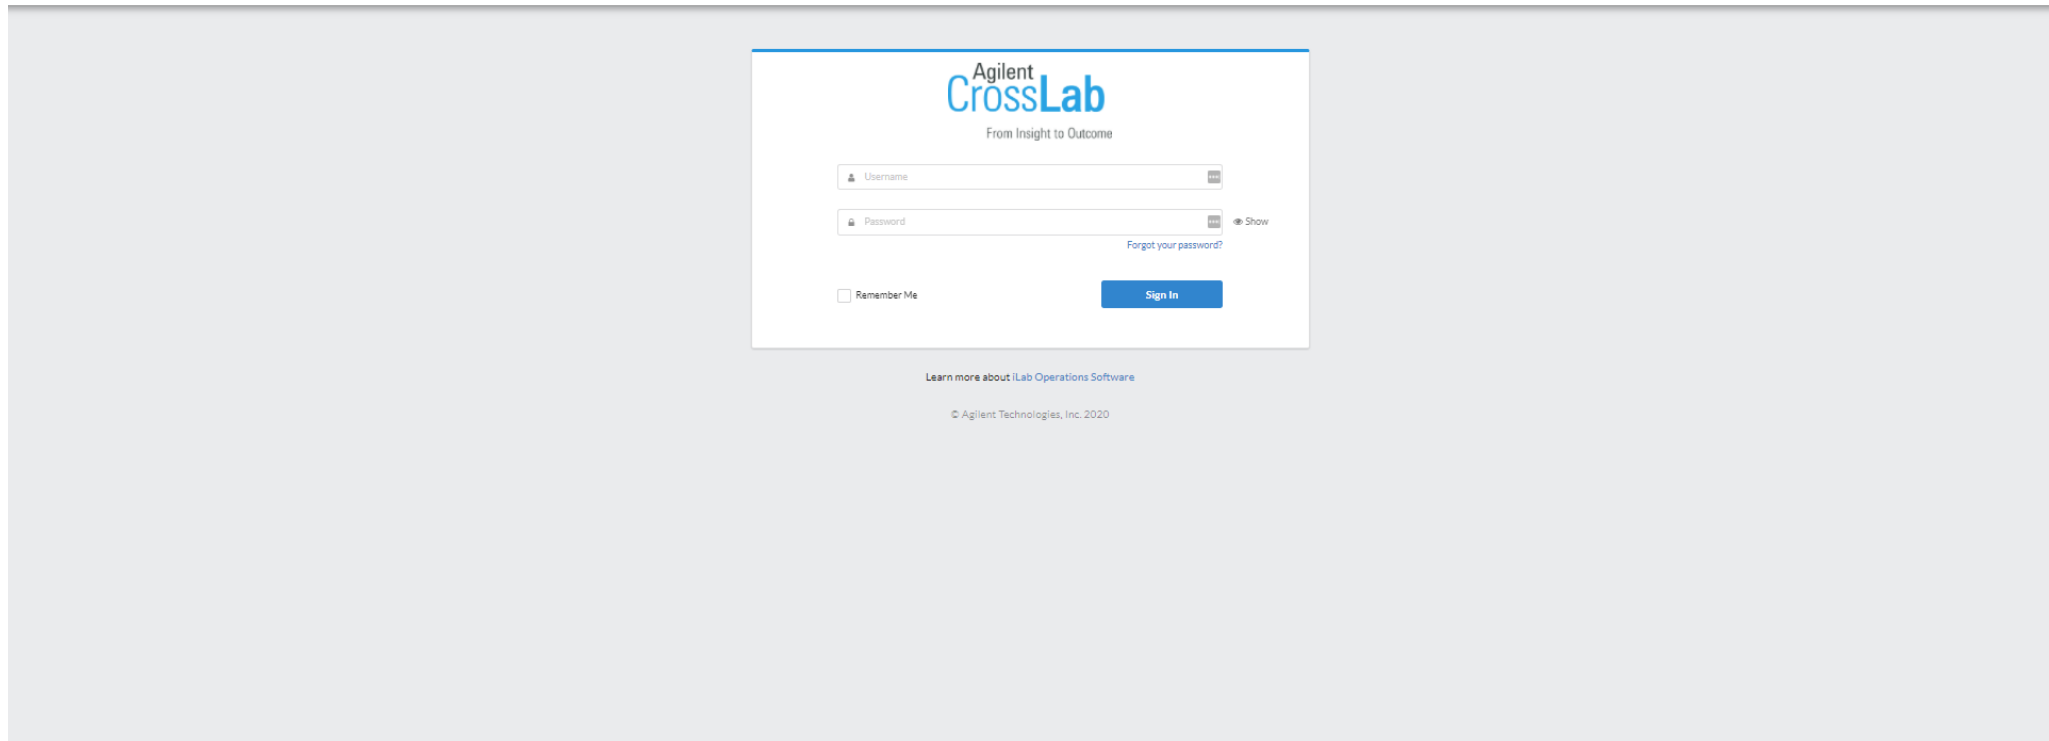 Agilent
CrossLab
From Insight to Outcome
Username
Password
Show
Forgot your password?
Remember Me
Sign In
Learn more about iLab Operations Software
© Agilent Technologies, Inc. 2020